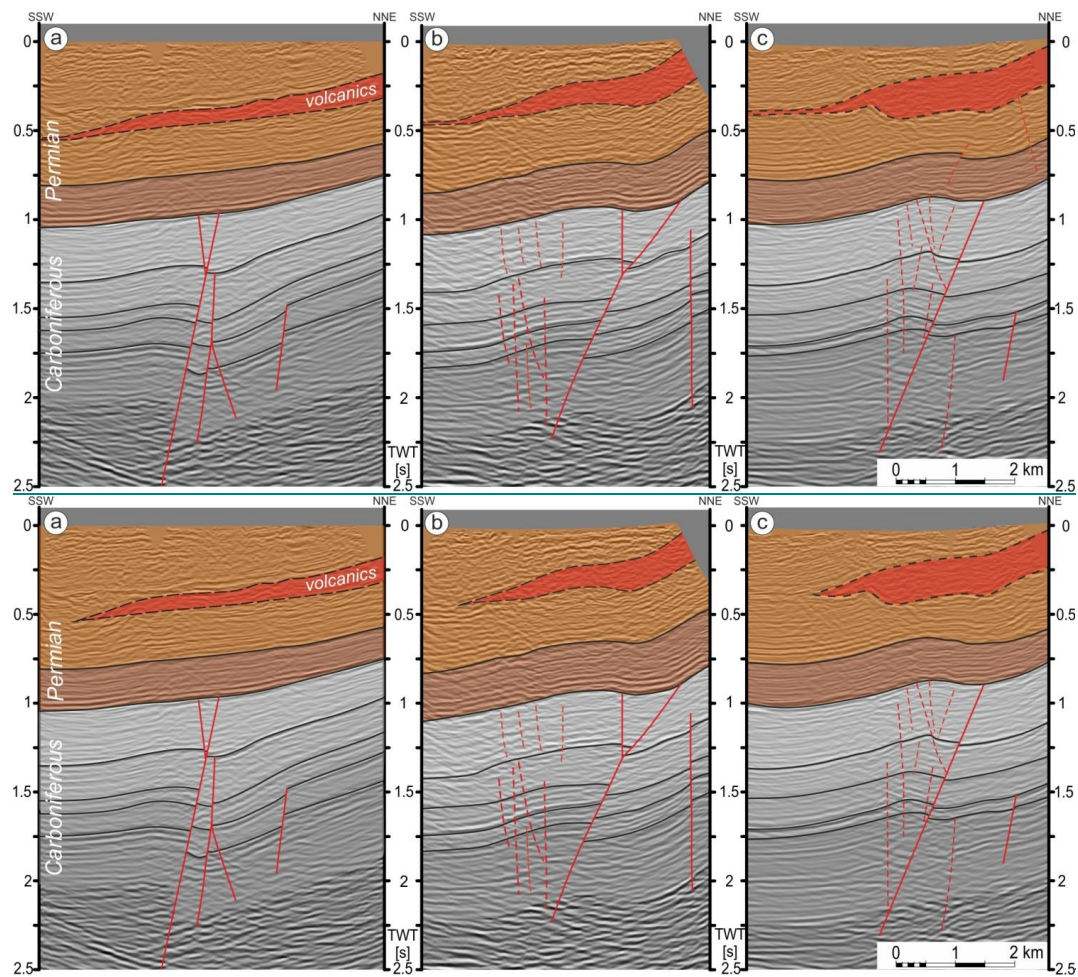 SSW NNE SSW NNE
a b c
0 0 0
volcanics
0.5 0.5 0.5
Permian
1 1 1
Carboniferous
1.5 1.5 1.5
2 2 2
TWT [s] TWT [s]
0 1 2 km
2.5 2.5 2.5
SSW NNE SSW NNE
a b c
0 0 0
volcanics
0.5 0.5 0.5
Permian
1 1 1
Carboniferous
1.5 1.5 1.5
2 2 2
TWT [s] TWT [s]
0 1 2 km
2.5 2.5 2.5